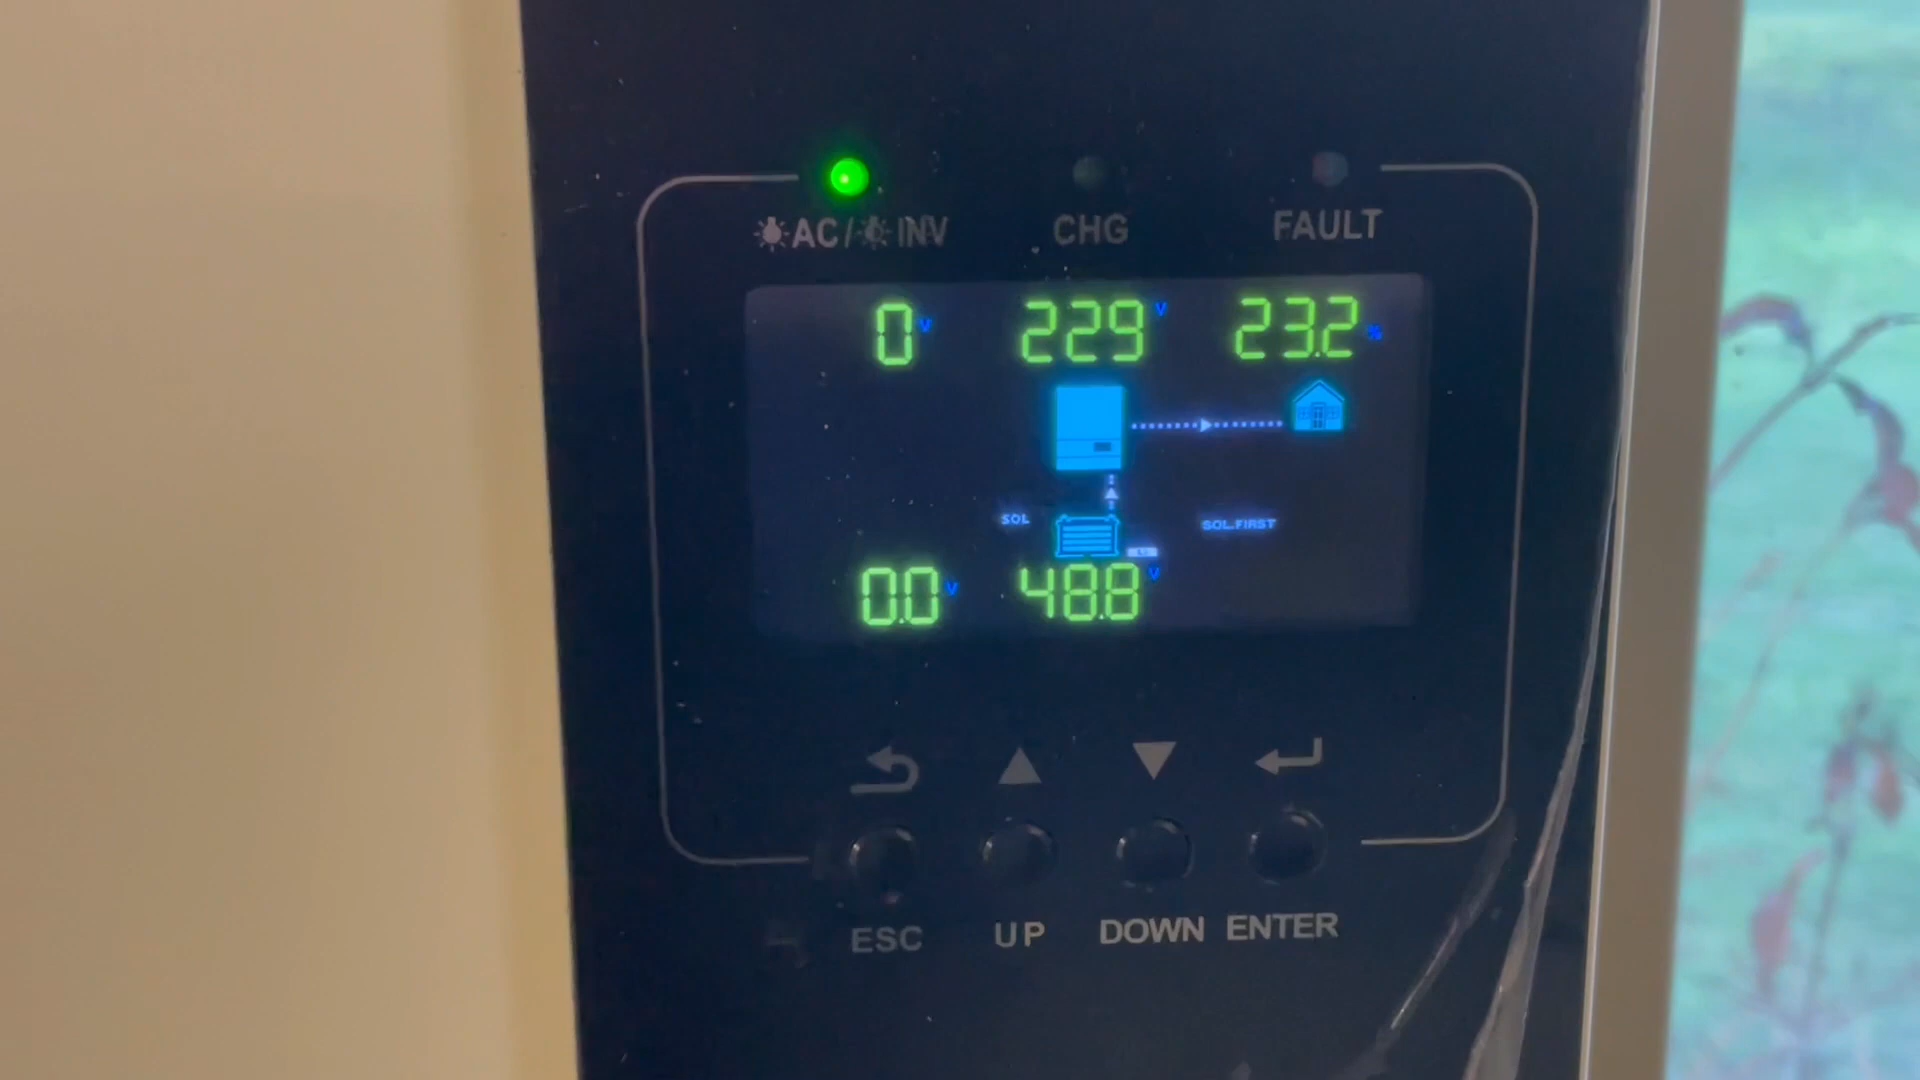 AC/ INV CHG FAULT
0 V 229 V 23.2 %
SOL SOL.FIRST
0.0 V 48.8 V
ESC UP DOWN ENTER